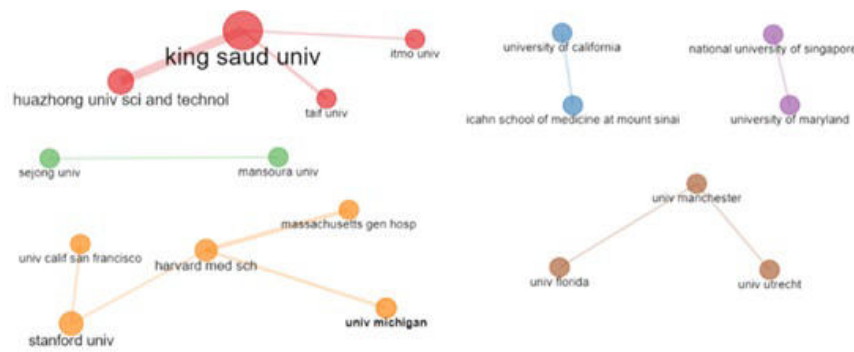 king saud univ
itmo univ
huazhong univ sci and technol
taif univ
sejong univ
mansoura univ
massachusetts gen hosp
univ calif san francisco
harvard med sch
univ michigan
stanford univ
university of california
national university of singapore
icahn school of medicine at mount sinai
university of maryland
univ manchester
univ florida
univ utrecht